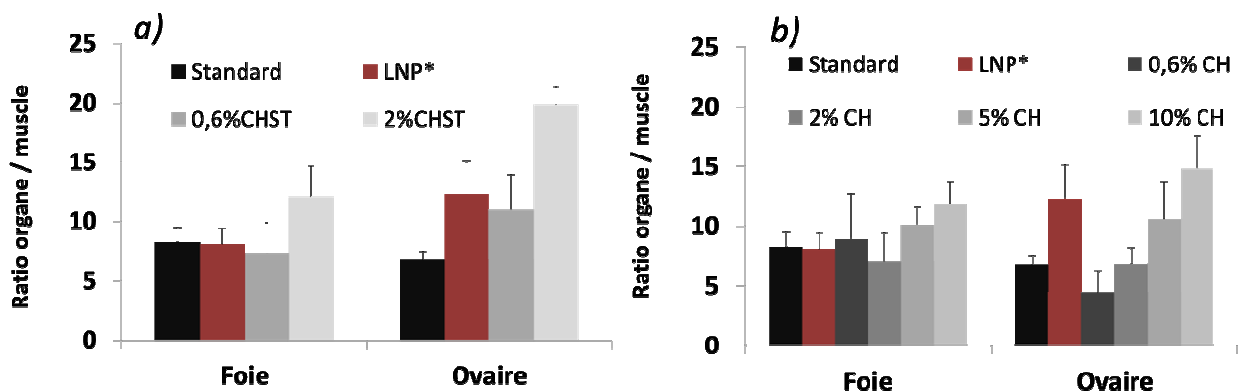 a)
25
20
15
10
5
0
Ratio organe / muscle
Standard LNP*
0,6%CHST 2%CHST
Foie Ovaire
b)
25
20
15
10
5
0
Ratio organe / muscle
Standard LNP* 0,6% CH
2% CH 5% CH 10% CH
Foie Ovaire